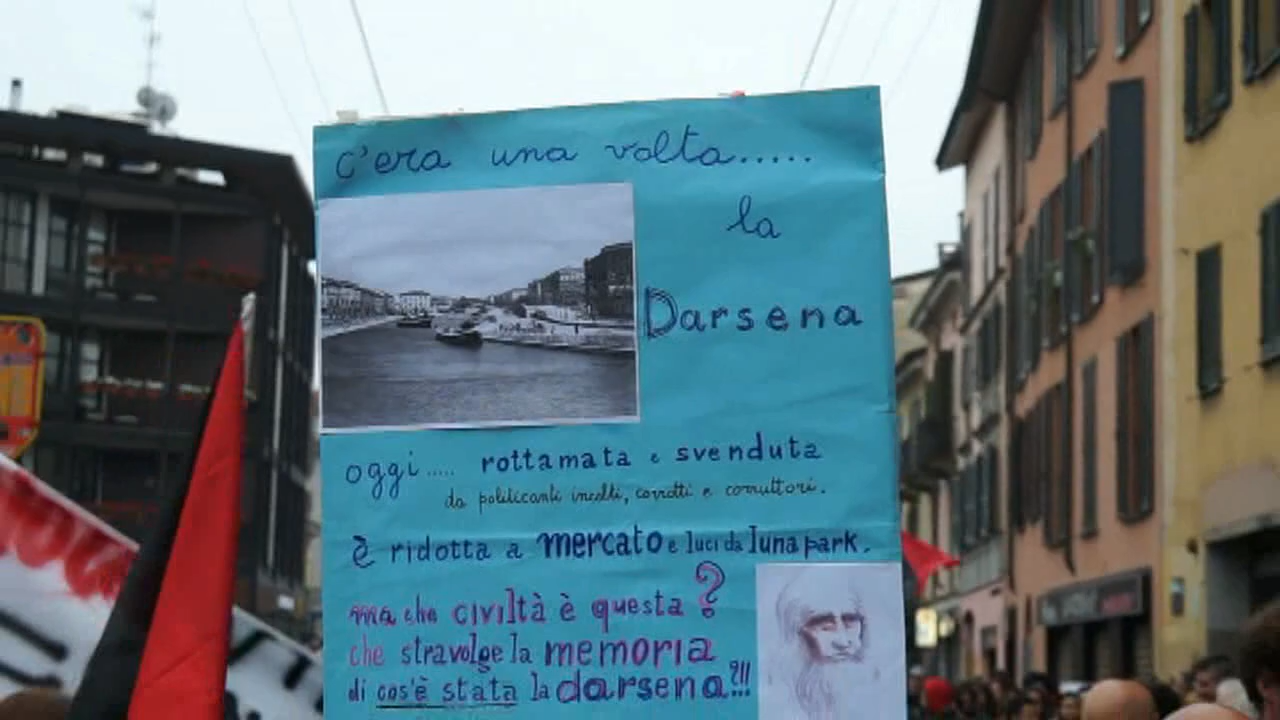 c'era una volta.....
la
Darsena
oggi..... rottamata e svenduta
da politicanti incolti, corrotti e corruttori.
è ridotta a mercato e luci da luna park.
ma che civiltà è questa?
che stravolge la memoria
di cos'è stata la darsena?!!